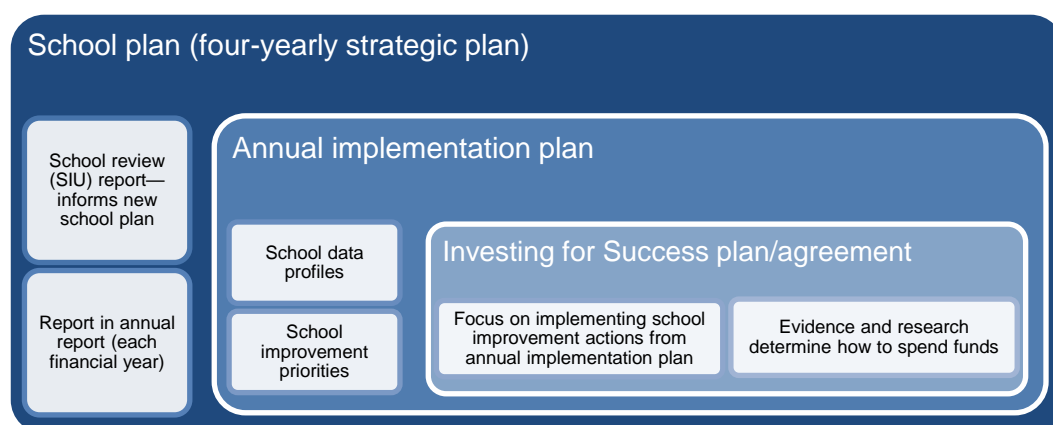 School plan (four-yearly strategic plan)
School review
(SIU) report—
informs new
school plan
Report in annual
report (each
financial year)
Annual implementation plan
School data
profiles
School
improvement
priorities
Investing for Success plan/agreement
Focus on implementing school
improvement actions from
annual implementation plan
Evidence and research
determine how to spend funds